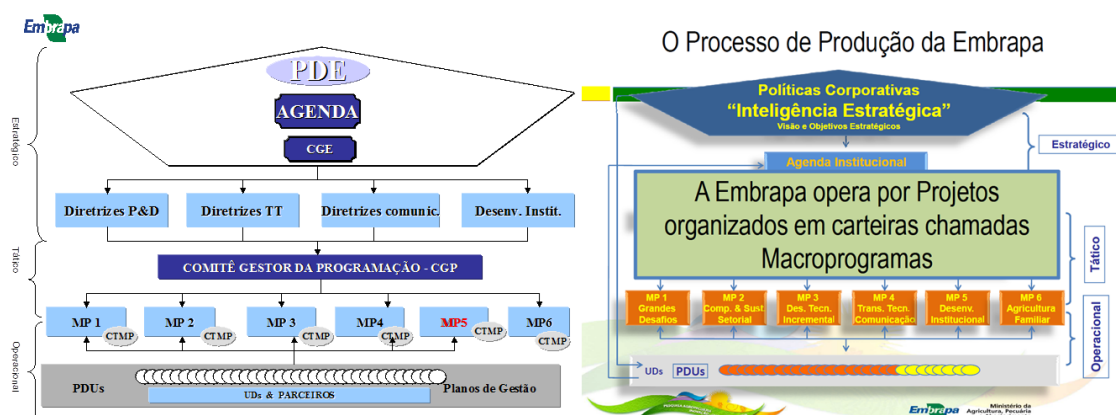 Embrapa
PDE
AGENDA
CGE
Estratégico
Diretrizes P&D
Diretrizes TT
Diretrizes comunic.
Desenv. Instit.
Tático
COMITÊ GESTOR DA PROGRAMAÇÃO - CGP
MP 1
CTMP
MP 2
CTMP
MP 3
CTMP
MP4
CTMP
MP5
CTMP
MP6
CTMP
Operacional
PDUs
Planos de Gestão
UDs & PARCEIROS
O Processo de Produção da Embrapa
Políticas Corporativas
“Inteligência Estratégica”
Visão e Objetivos Estratégicos
Estratégico
Agenda Institucional
A Embrapa opera por Projetos
organizados em carteiras chamadas
Macroprogramas
Tático
MP 1
Grandes
Desafios
MP 2
Comp. & Sust.
Setorial
MP 3
Des. Tecn.
Incremental
MP 4
Trans. Tecn.
Comunicação
MP 5
Desenv.
Institucional
MP 6
Agricultura
Familiar
Operacional
UDs
PDUs
Embrapa
Ministério da
Agricultura, Pecuária